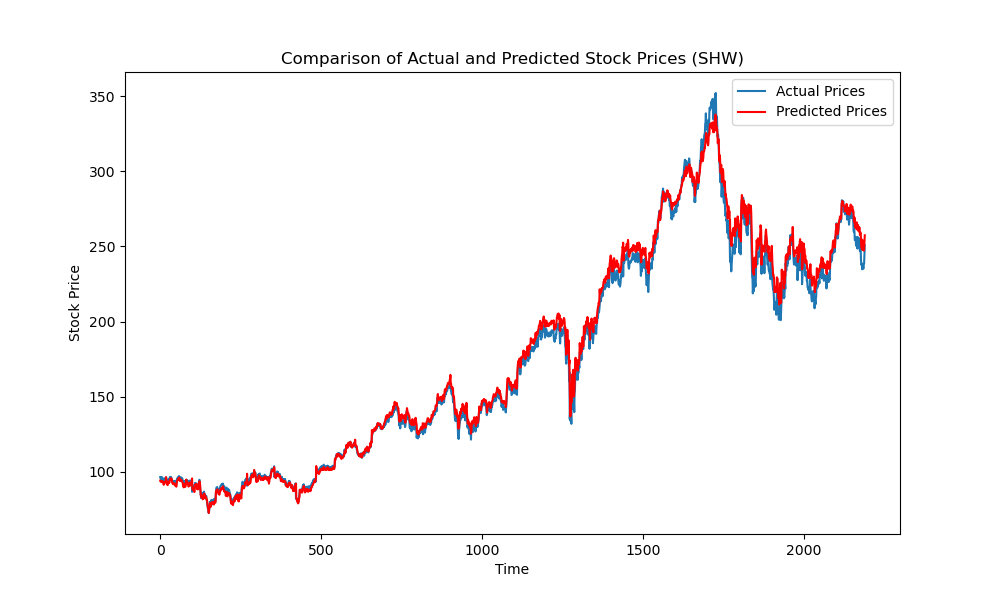 Comparison of Actual and Predicted Stock Prices (SHW)
Actual Prices
Predicted Prices
350
300
250
200
150
100
Stock Price
0 500 1000 1500 2000
Time